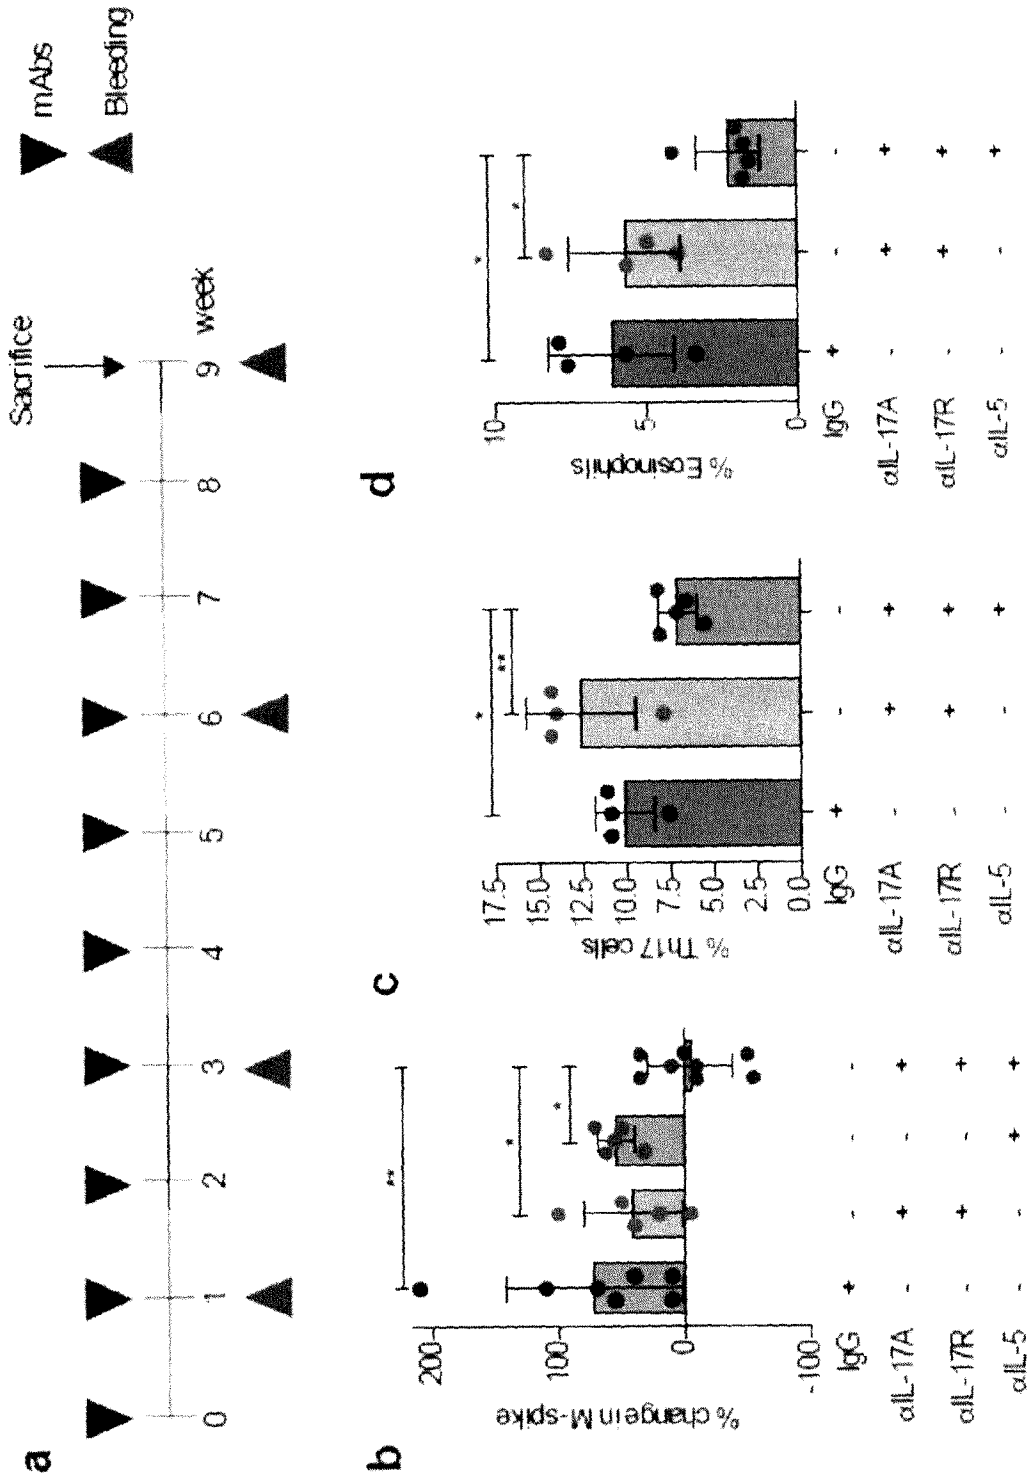 a
Sacrifice
mAbs
Bleeding
0 1 2 3 4 5 6 7 8 9 week
b
% change in M-spike
200
100
0
-100
**
*
*
IgG + - - -
αIL-17A - + - +
αIL-17R - + - +
αIL-5 - - + +
c
% Th17 cells
17.5
15.0
12.5
10.0
7.5
5.0
2.5
0.0
*
**
IgG + - -
αIL-17A - + +
αIL-17R - + +
αIL-5 - - +
d
% Eosinophils
10
5
0
*
*
IgG + - -
αIL-17A - + +
αIL-17R - + +
αIL-5 - - +